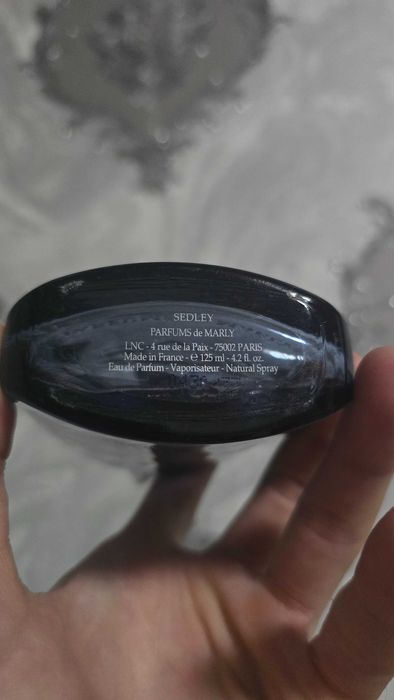 SEDLEY
PARFUMS de MARLY
LNC - 4 rue de la Paix - 75002 PARIS
Made in France - ℮ 125 ml - 4.2 fl. oz.
Eau de Parfum - Vaporisateur - Natural Spray